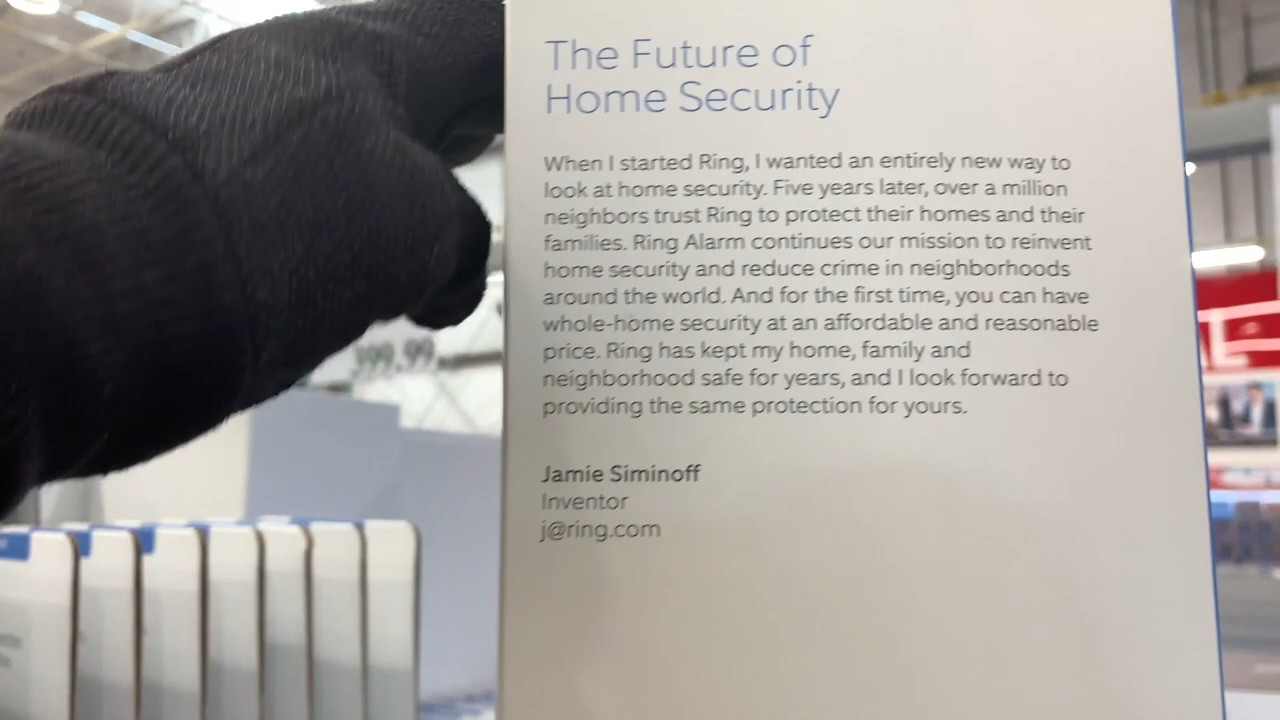 The Future of
Home Security
When I started Ring, I wanted an entirely new way to
look at home security. Five years later, over a million
neighbors trust Ring to protect their homes and their
families. Ring Alarm continues our mission to reinvent
home security and reduce crime in neighborhoods
around the world. And for the first time, you can have
whole-home security at an affordable and reasonable
price. Ring has kept my home, family and
neighborhood safe for years, and I look forward to
providing the same protection for yours.
Jamie Siminoff
Inventor
j@ring.com